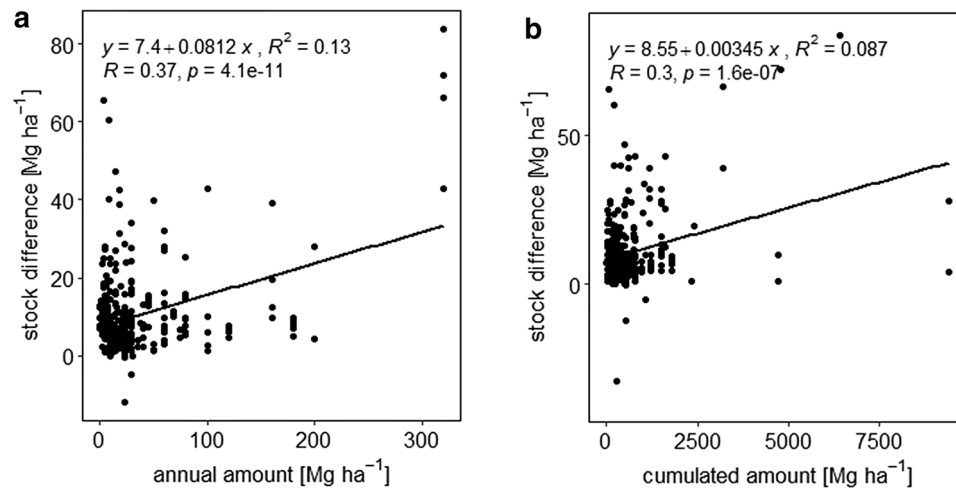 a
y = 7.4+0.0812 x , R² = 0.13
R = 0.37, p = 4.1e-11
80
60
40
20
0
stock difference [Mg ha⁻¹]
0 100 200 300
annual amount [Mg ha⁻¹]
b
y = 8.55+0.00345 x , R² = 0.087
R = 0.3, p = 1.6e-07
50
0
stock difference [Mg ha⁻¹]
0 2500 5000 7500
cumulated amount [Mg ha⁻¹]